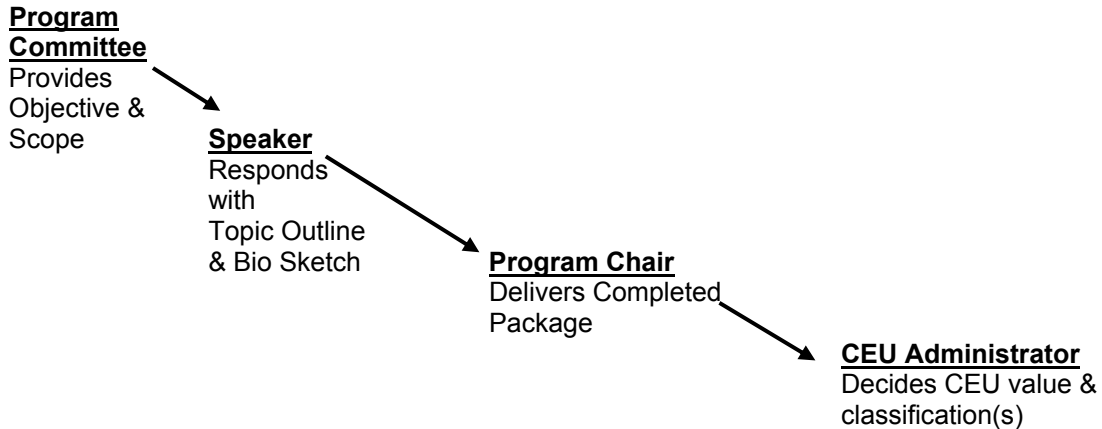 Program
Committee
Provides
Objective &
Scope
Speaker
Responds
with
Topic Outline
& Bio Sketch
Program Chair
Delivers Completed
Package
CEU Administrator
Decides CEU value &
classification(s)